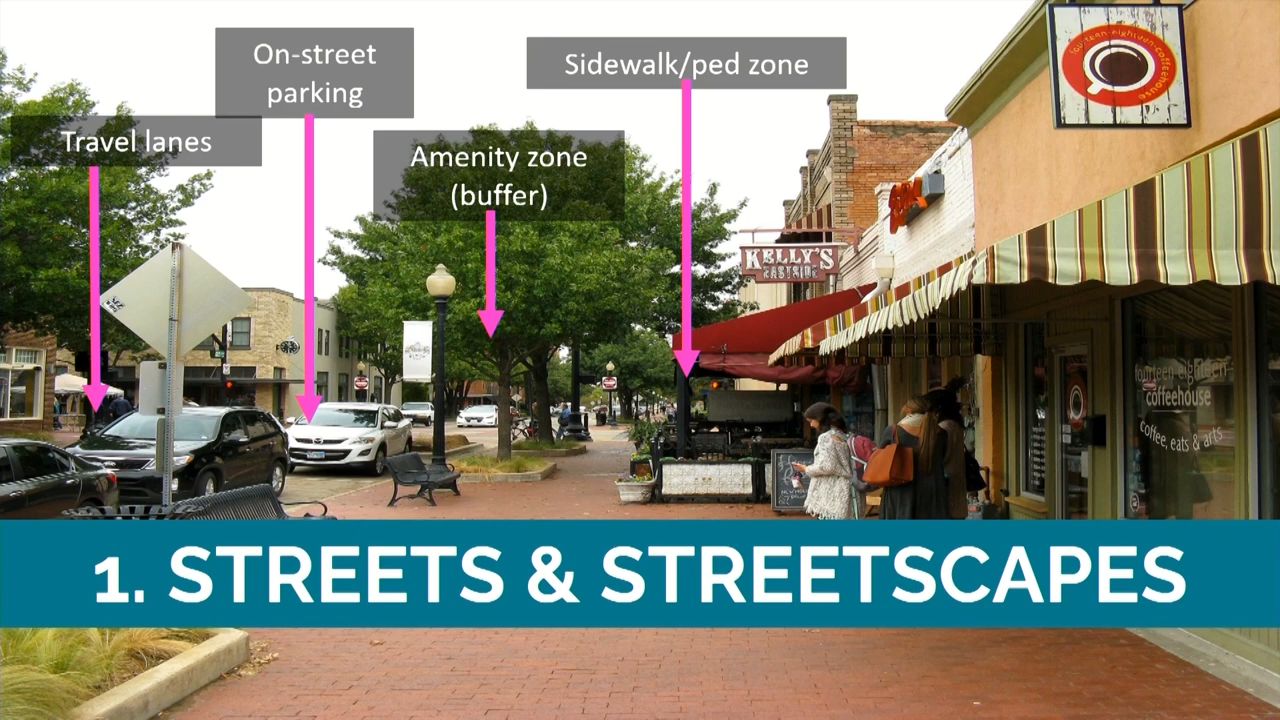 On-street
parking
Sidewalk/ped zone
Travel lanes
Amenity zone
(buffer)
fourteen-eighteen-coffeehouse
KELLY'S
EASTSIDE
fourteen-eighteen
coffeehouse
coffee, eats & arts
1. STREETS & STREETSCAPES